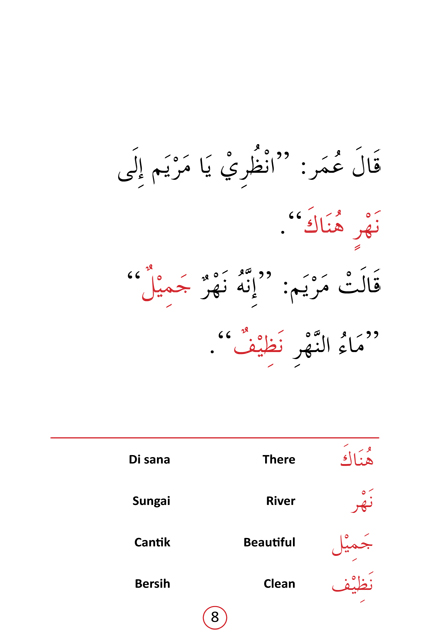 قَالَ عُمَر: ’’انْظُرِيْ يَا مَرْيَم إِلَى
نَهْرٍ هُنَاكَ‘‘.
قَالَتْ مَرْيَم: ’’إِنَّهُ نَهْرٌ جَمِيْلٌ‘‘
’’مَاءُ النَّهْرِ نَظِيْفٌ‘‘.
هُنَاكَ There Di sana
نَهْر River Sungai
جَمِيْل Beautiful Cantik
نَظِيْف Clean Bersih
8